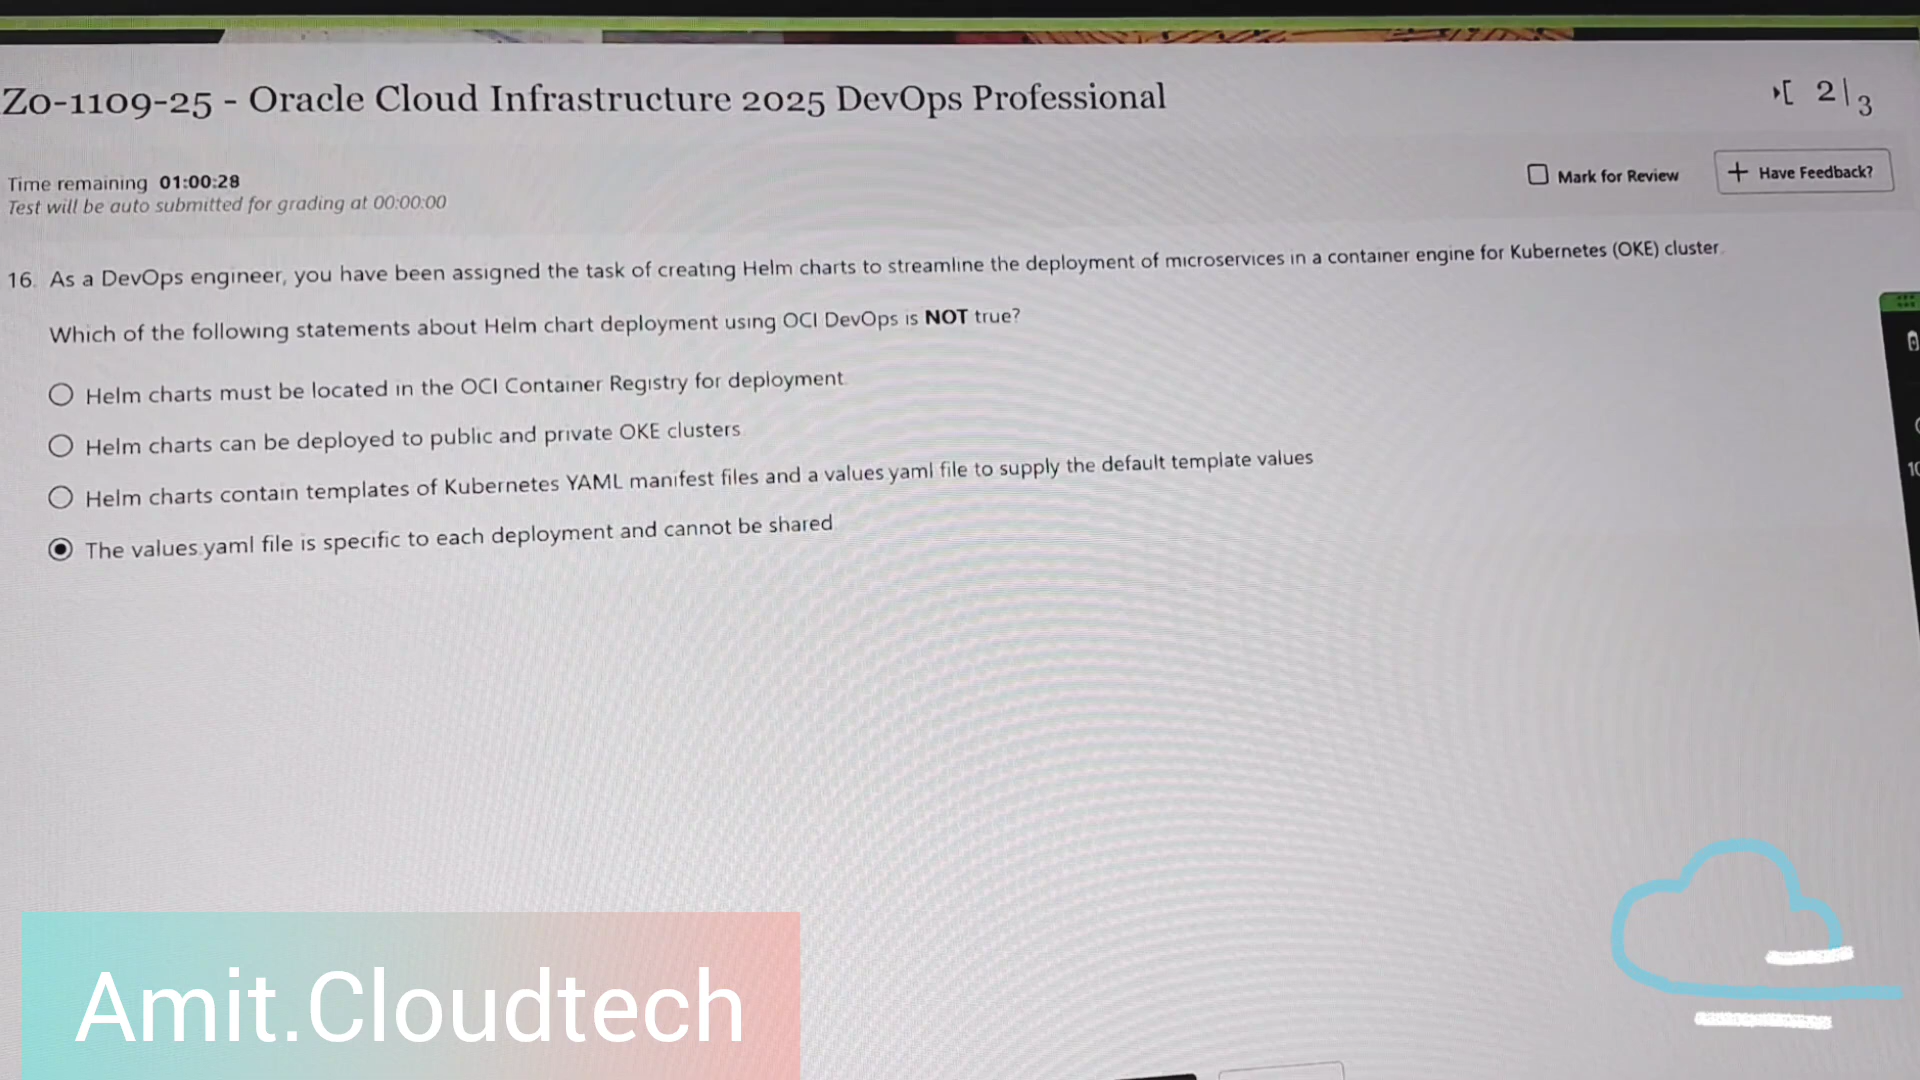 Z0-1109-25 - Oracle Cloud Infrastructure 2025 DevOps Professional
2|3
Time remaining 01:00:28
Test will be auto submitted for grading at 00:00:00
Mark for Review
+ Have Feedback?
16. As a DevOps engineer, you have been assigned the task of creating Helm charts to streamline the deployment of microservices in a container engine for Kubernetes (OKE) cluster.
Which of the following statements about Helm chart deployment using OCI DevOps is NOT true?
Helm charts must be located in the OCI Container Registry for deployment.
Helm charts can be deployed to public and private OKE clusters.
Helm charts contain templates of Kubernetes YAML manifest files and a values.yaml file to supply the default template values.
The values.yaml file is specific to each deployment and cannot be shared.
Amit.Cloudtech